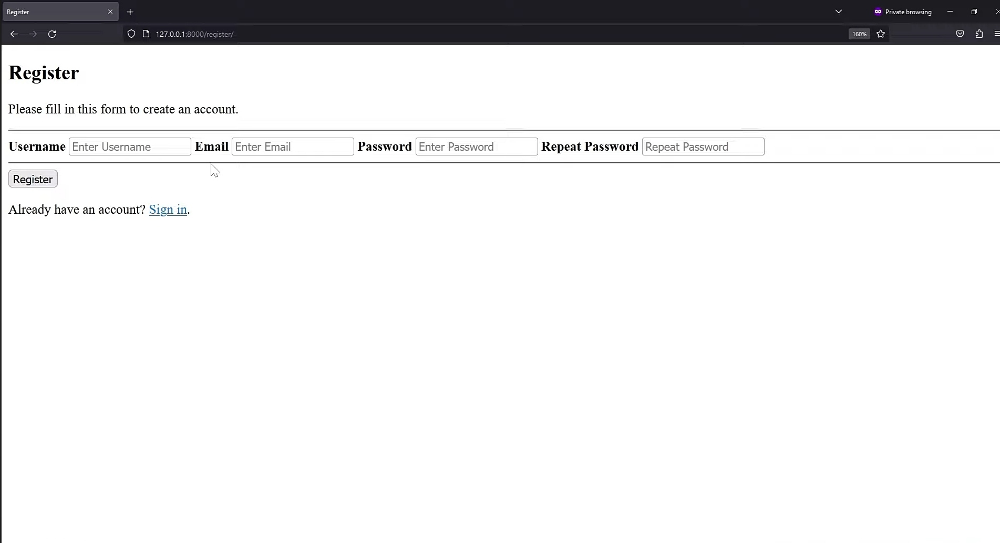 Register
Private browsing
127.0.0.1:8000/register/
160%
Register
Please fill in this form to create an account.
Username Enter Username Email Enter Email Password Enter Password Repeat Password Repeat Password
Register
Already have an account? Sign in.